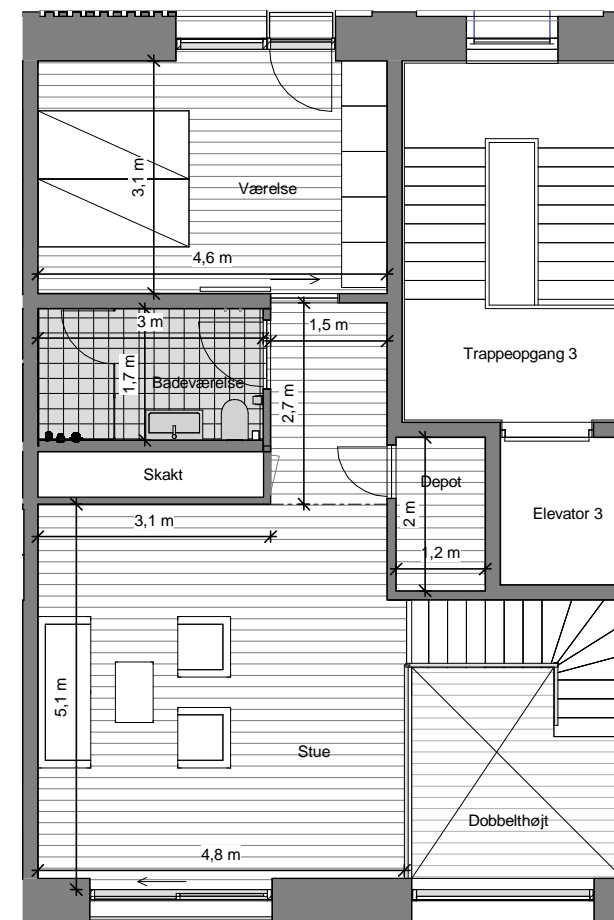 3,1 m
Værelse
4,6 m
3 m
1,5 m
1,7 m
Badeværelse
2,7 m
Trappeopgang 3
Skakt
Depot
2 m
Elevator 3
3,1 m
1,2 m
5,1 m
Stue
Dobbelthøjt
4,8 m